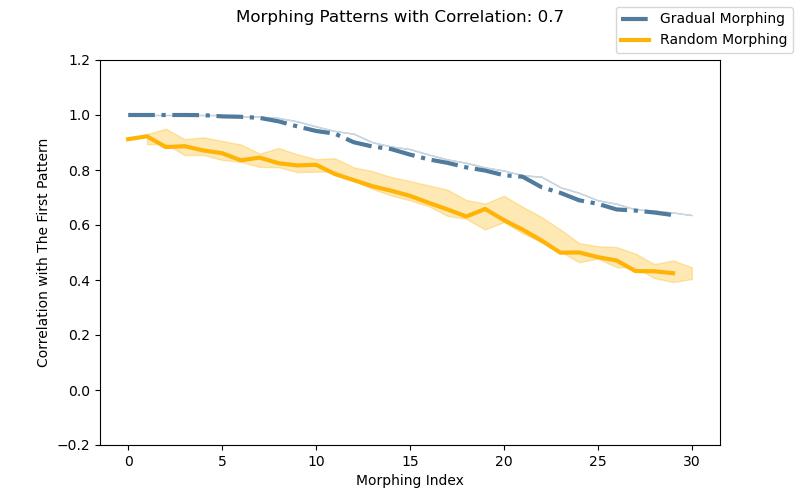 Morphing Patterns with Correlation: 0.7
Gradual Morphing
Random Morphing
1.2
1.0
0.8
0.6
0.4
0.2
0.0
−0.2
Correlation with The First Pattern
0 5 10 15 20 25 30
Morphing Index